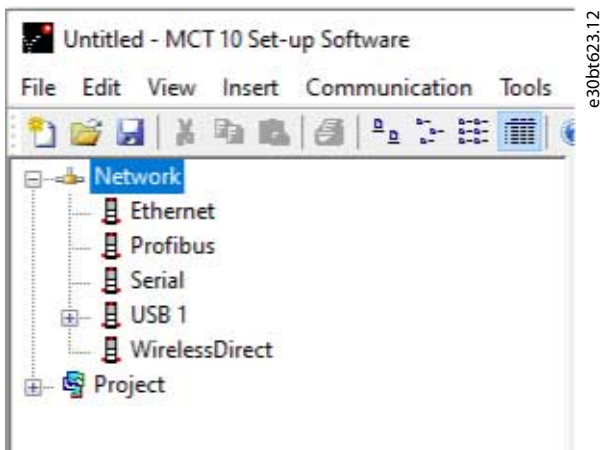 Untitled - MCT 10 Set-up Software
File Edit View Insert Communication Tools
Network
Ethernet
Profibus
Serial
USB 1
WirelessDirect
Project
e30bt623.12